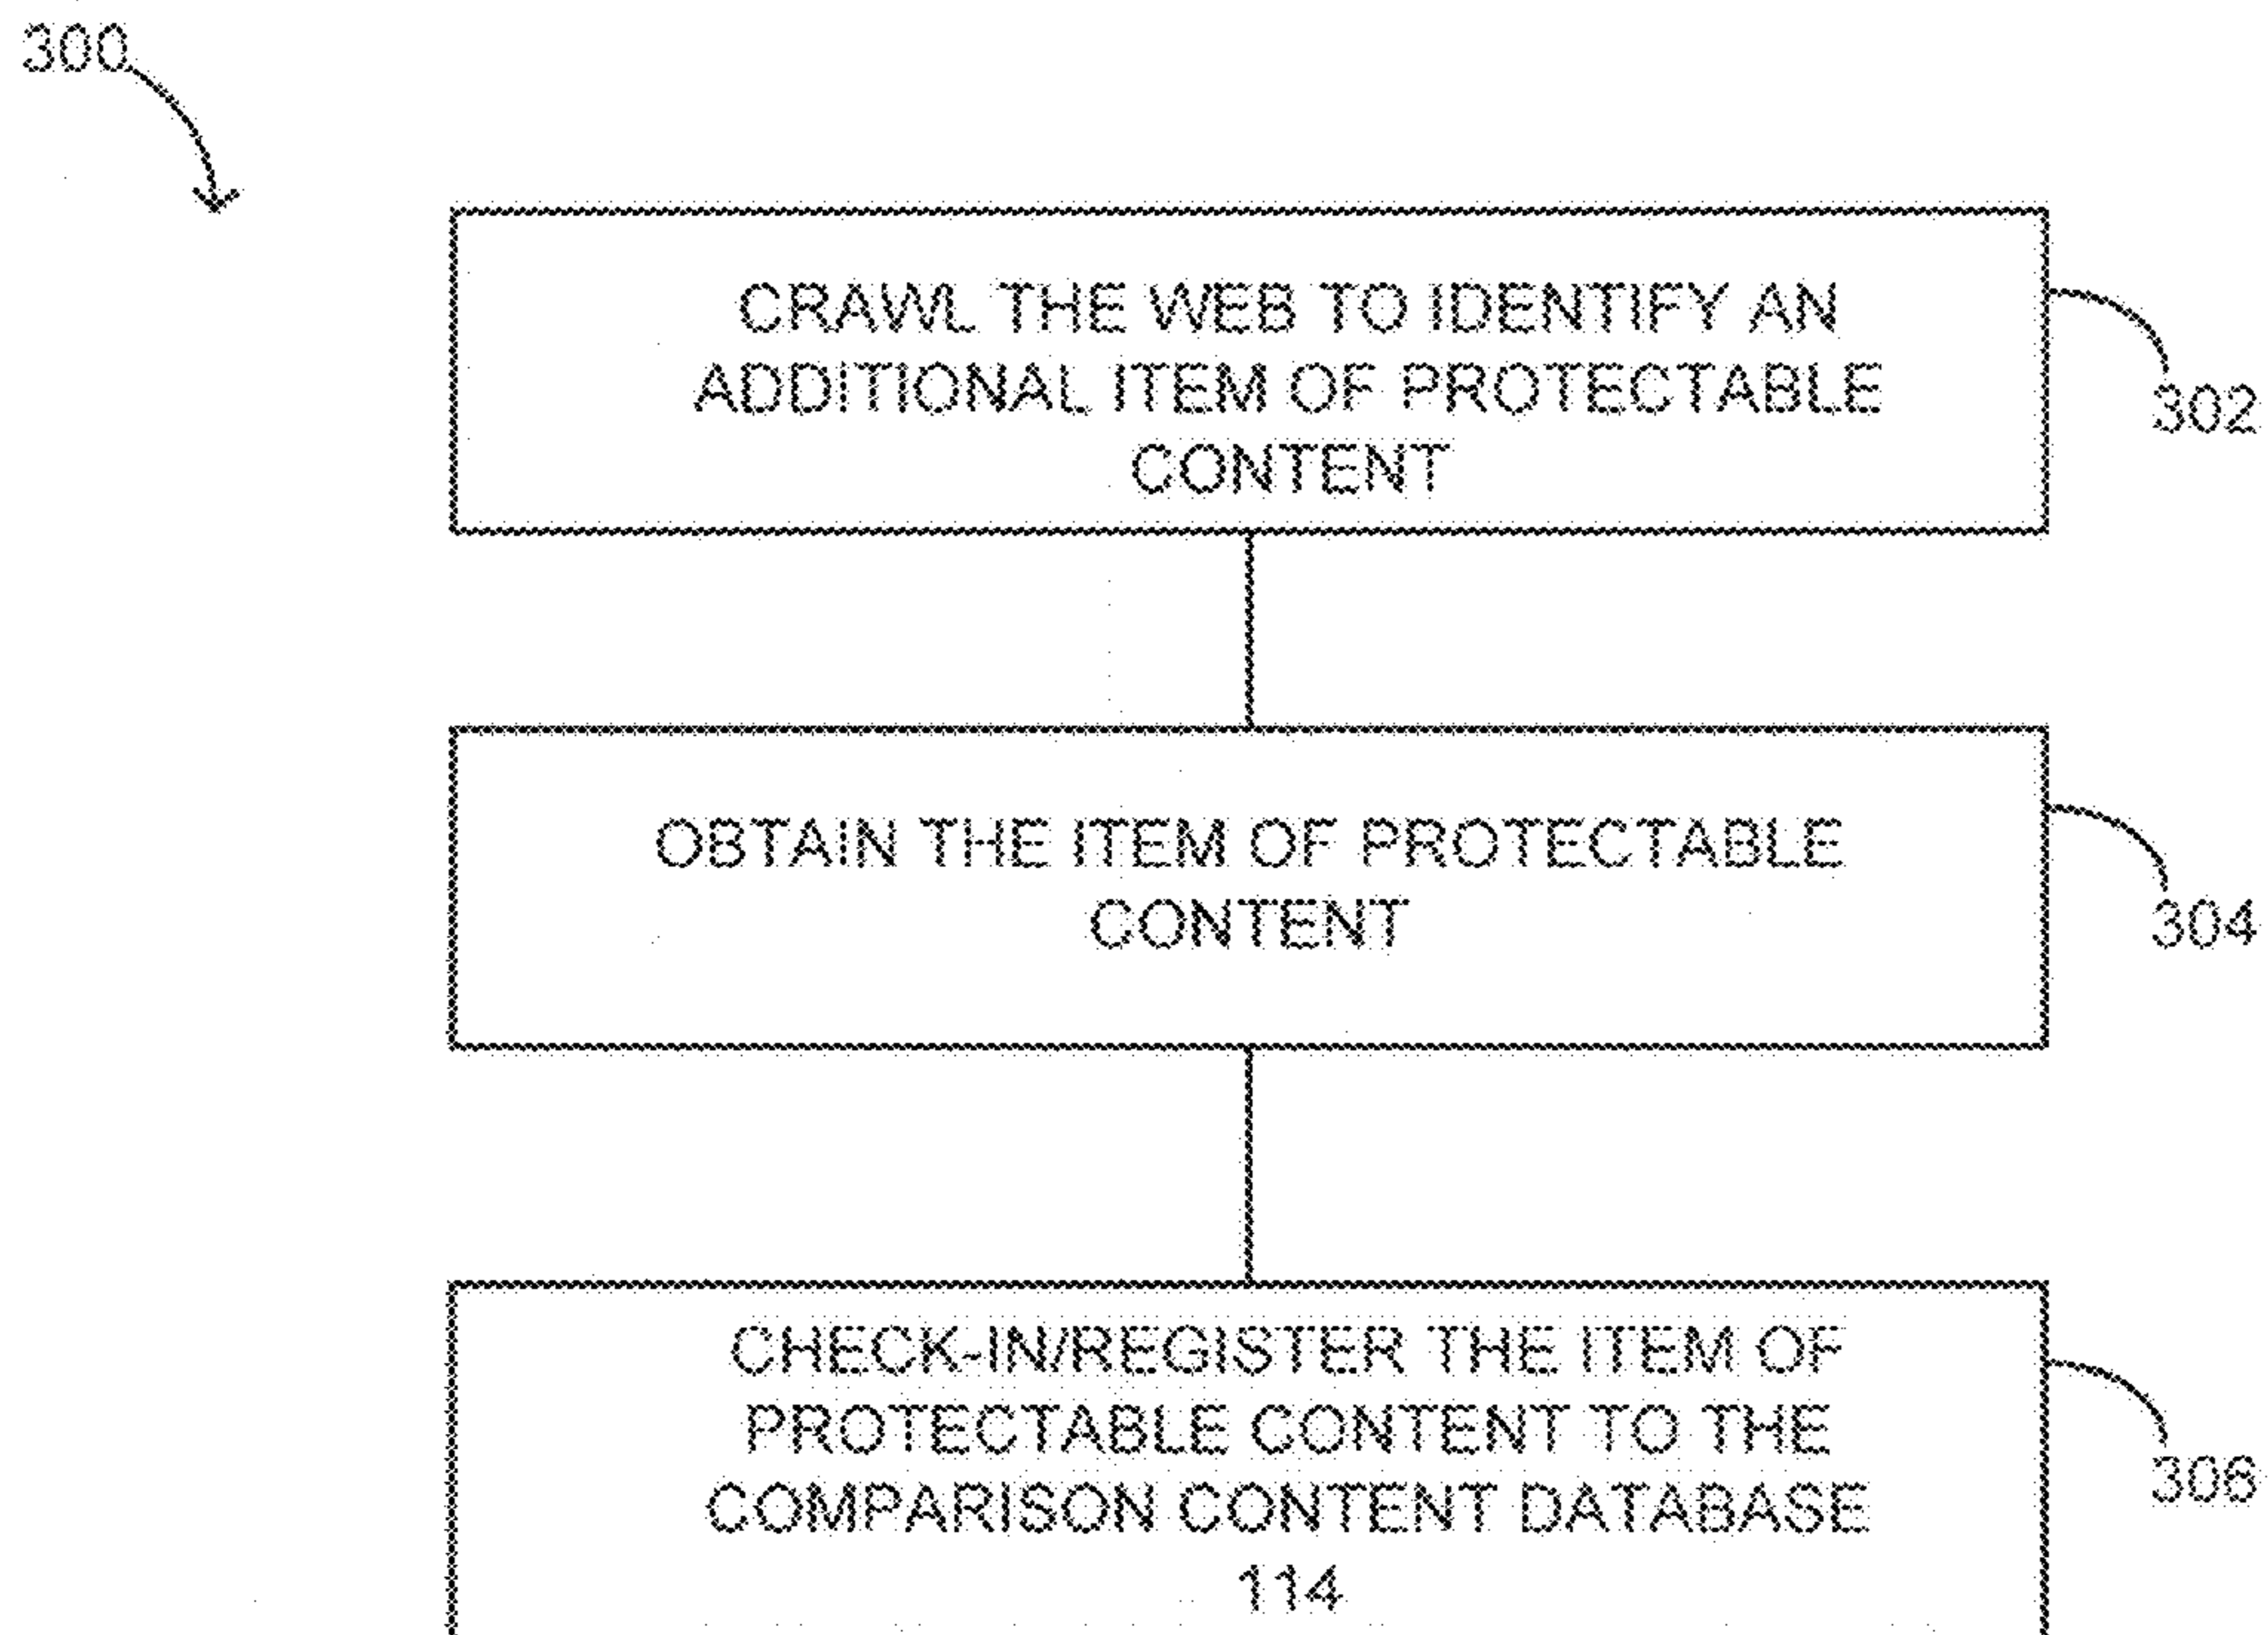 300
CRAWL THE WEB TO IDENTIFY AN
ADDITIONAL ITEM OF PROTECTABLE
CONTENT
302
OBTAIN THE ITEM OF PROTECTABLE
CONTENT
304
CHECK-IN/REGISTER THE ITEM OF
PROTECTABLE CONTENT TO THE
COMPARISON CONTENT DATABASE
114
306